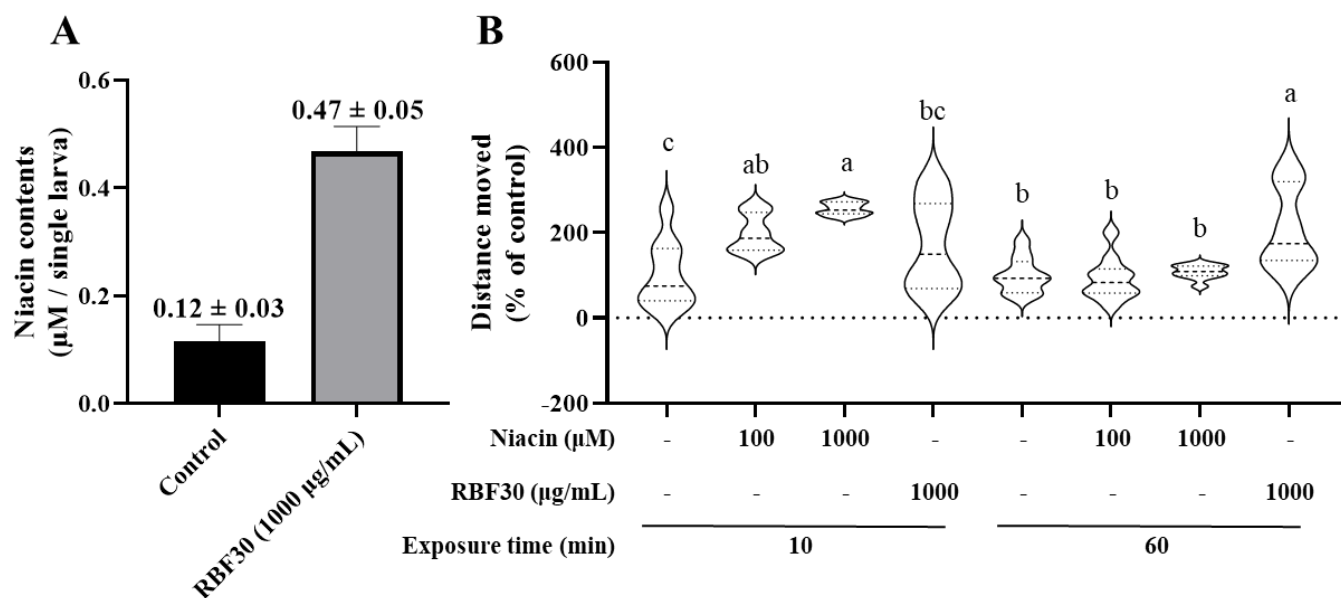 A
Niacin contents
(μM / single larva)
0.6
0.4
0.2
0.0
0.12 ± 0.03
0.47 ± 0.05
Control
RBF30 (1000 μg/mL)
B
Distance moved
(% of control)
600
400
200
0
-200
c
ab
a
bc
b
b
b
a
Niacin (μM) - 100 1000 - - 100 1000 -
RBF30 (μg/mL) - - - 1000 - - - 1000
Exposure time (min) 10 60